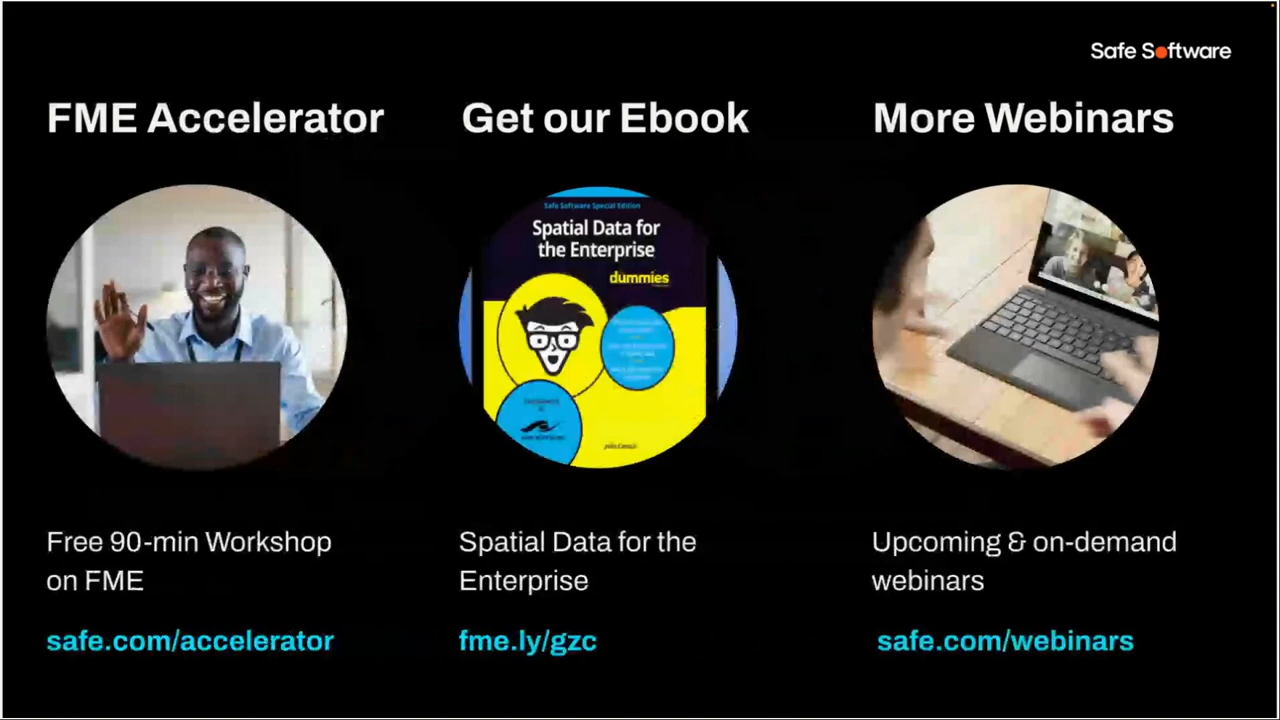 Safe Software
FME Accelerator
Get our Ebook
More Webinars
Safe Software Special Edition
Spatial Data for
the Enterprise
dummies
Free 90-min Workshop
on FME
safe.com/accelerator
Spatial Data for the
Enterprise
fme.ly/gzc
Upcoming & on-demand
webinars
safe.com/webinars